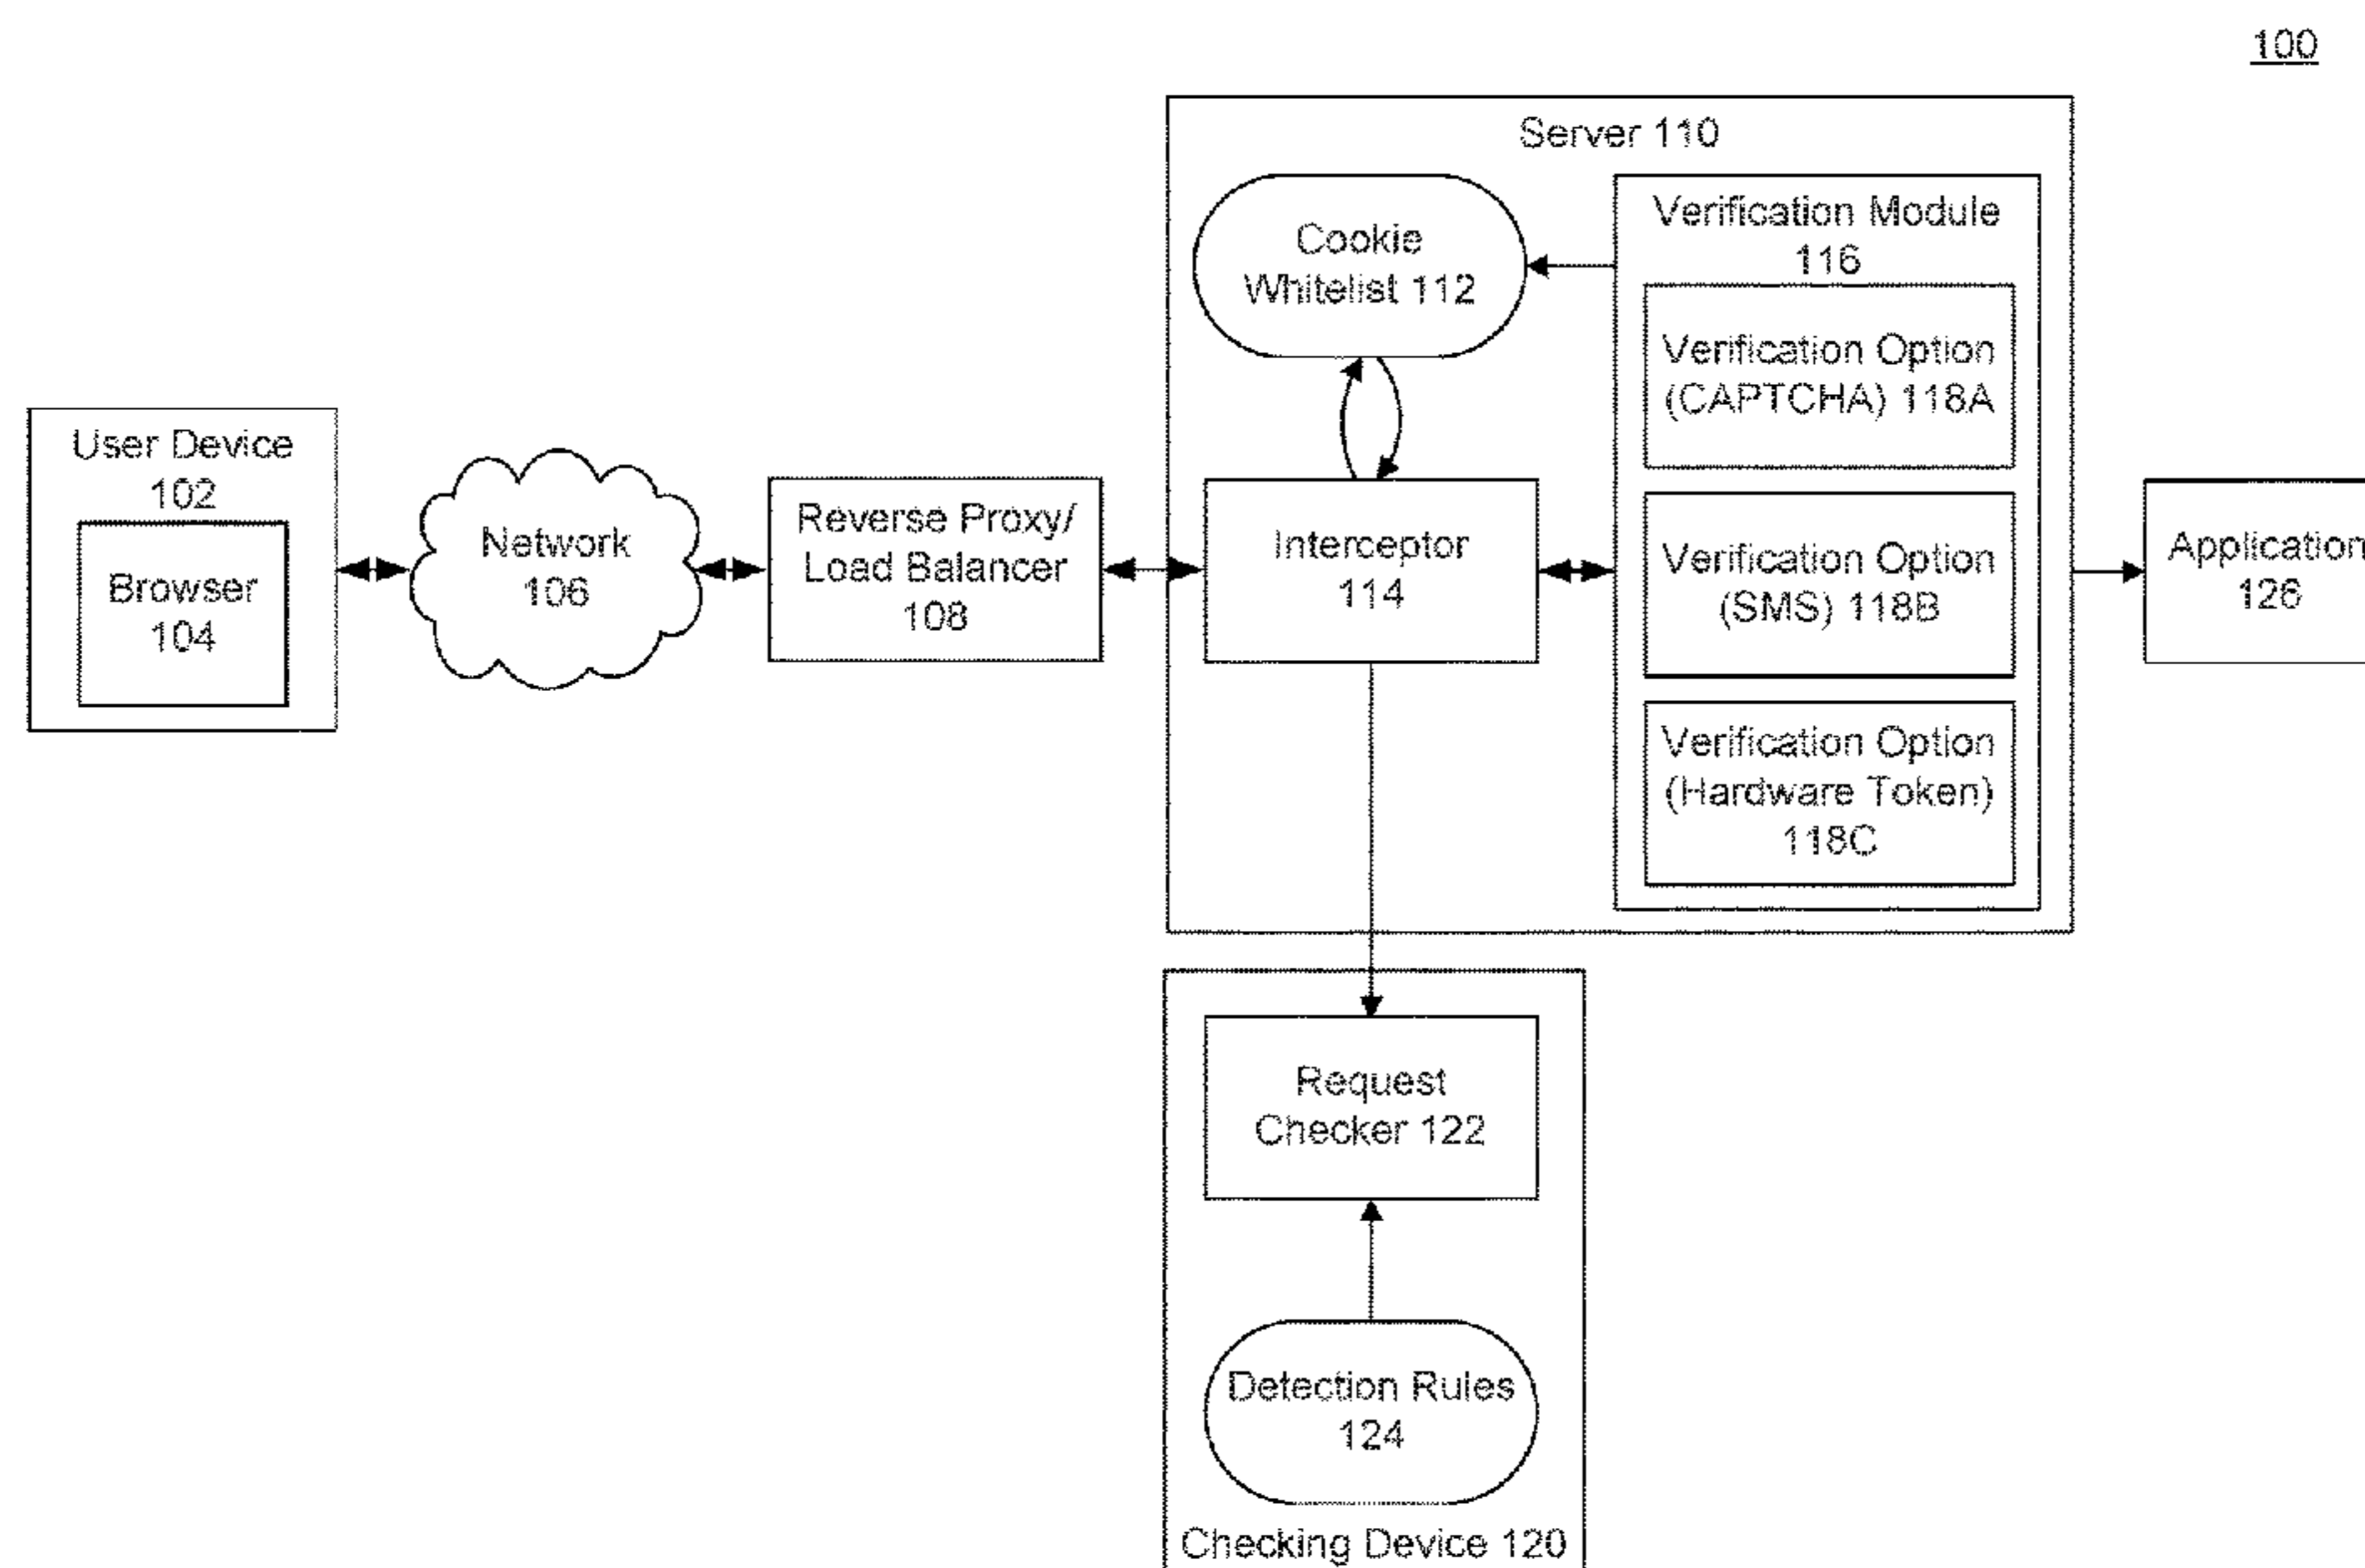 100
Server 110
Cookie
Whitelist 112
Verification Module
116
Verification Option
(CAPTCHA) 118A
User Device
102
Browser
104
Network
106
Reverse Proxy/
Load Balancer
108
Interceptor
114
Verification Option
(SMS) 118B
Application
126
Verification Option
(Hardware Token)
118C
Request
Checker 122
Detection Rules
124
Checking Device 120